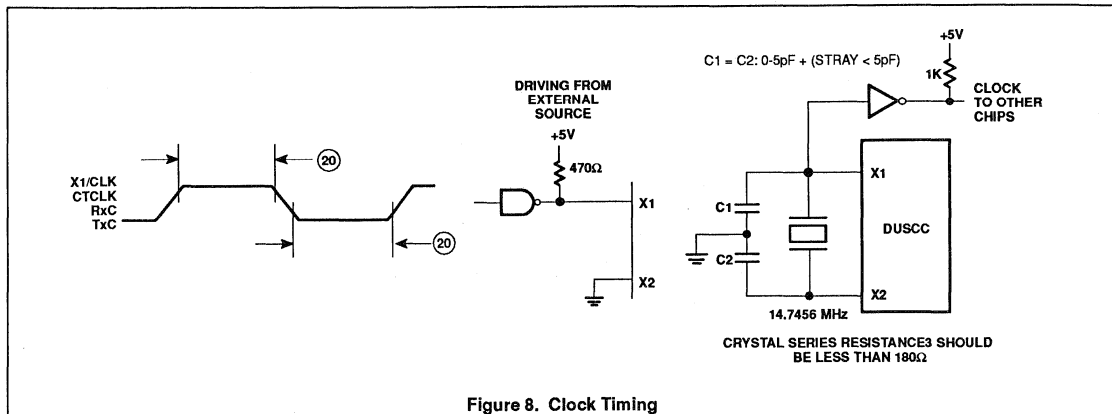 C1 = C2: 0-5pF + (STRAY < 5pF)
+5V
1K
CLOCK
TO OTHER
CHIPS
DRIVING FROM
EXTERNAL
SOURCE
+5V
470Ω
X1
X2
X1/CLK
CTCLK
RxC
TxC
20
20
C1
C2
X1
DUSCC
X2
14.7456 MHz
CRYSTAL SERIES RESISTANCE3 SHOULD
BE LESS THAN 180Ω
Figure 8. Clock Timing